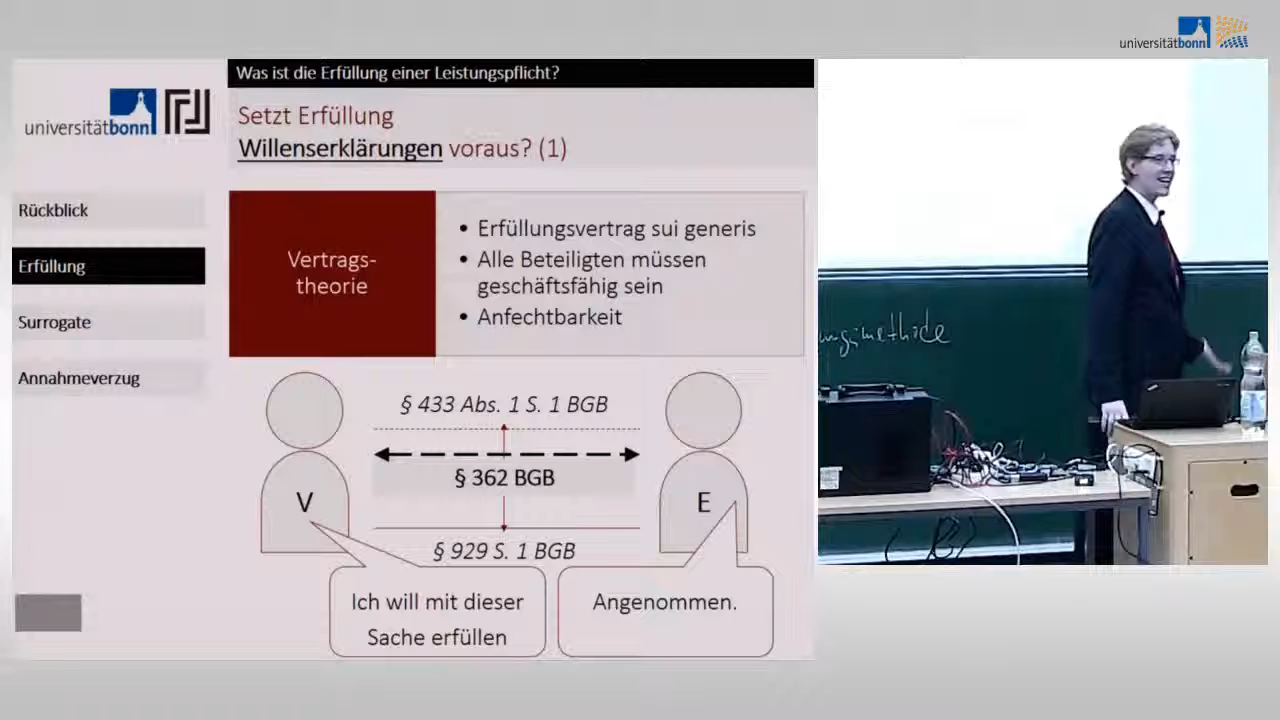 universitätbonn
Was ist die Erfüllung einer Leistungspflicht?
universitätbonn
Setzt Erfüllung
Willenserklärungen voraus? (1)
Rückblick
Erfüllung
Surrogate
Annahmeverzug
Vertrags-
theorie
• Erfüllungsvertrag sui generis
• Alle Beteiligten müssen
geschäftsfähig sein
• Anfechtbarkeit
§ 433 Abs. 1 S. 1 BGB
§ 362 BGB
V
E
§ 929 S. 1 BGB
Ich will mit dieser
Sache erfüllen
Angenommen.